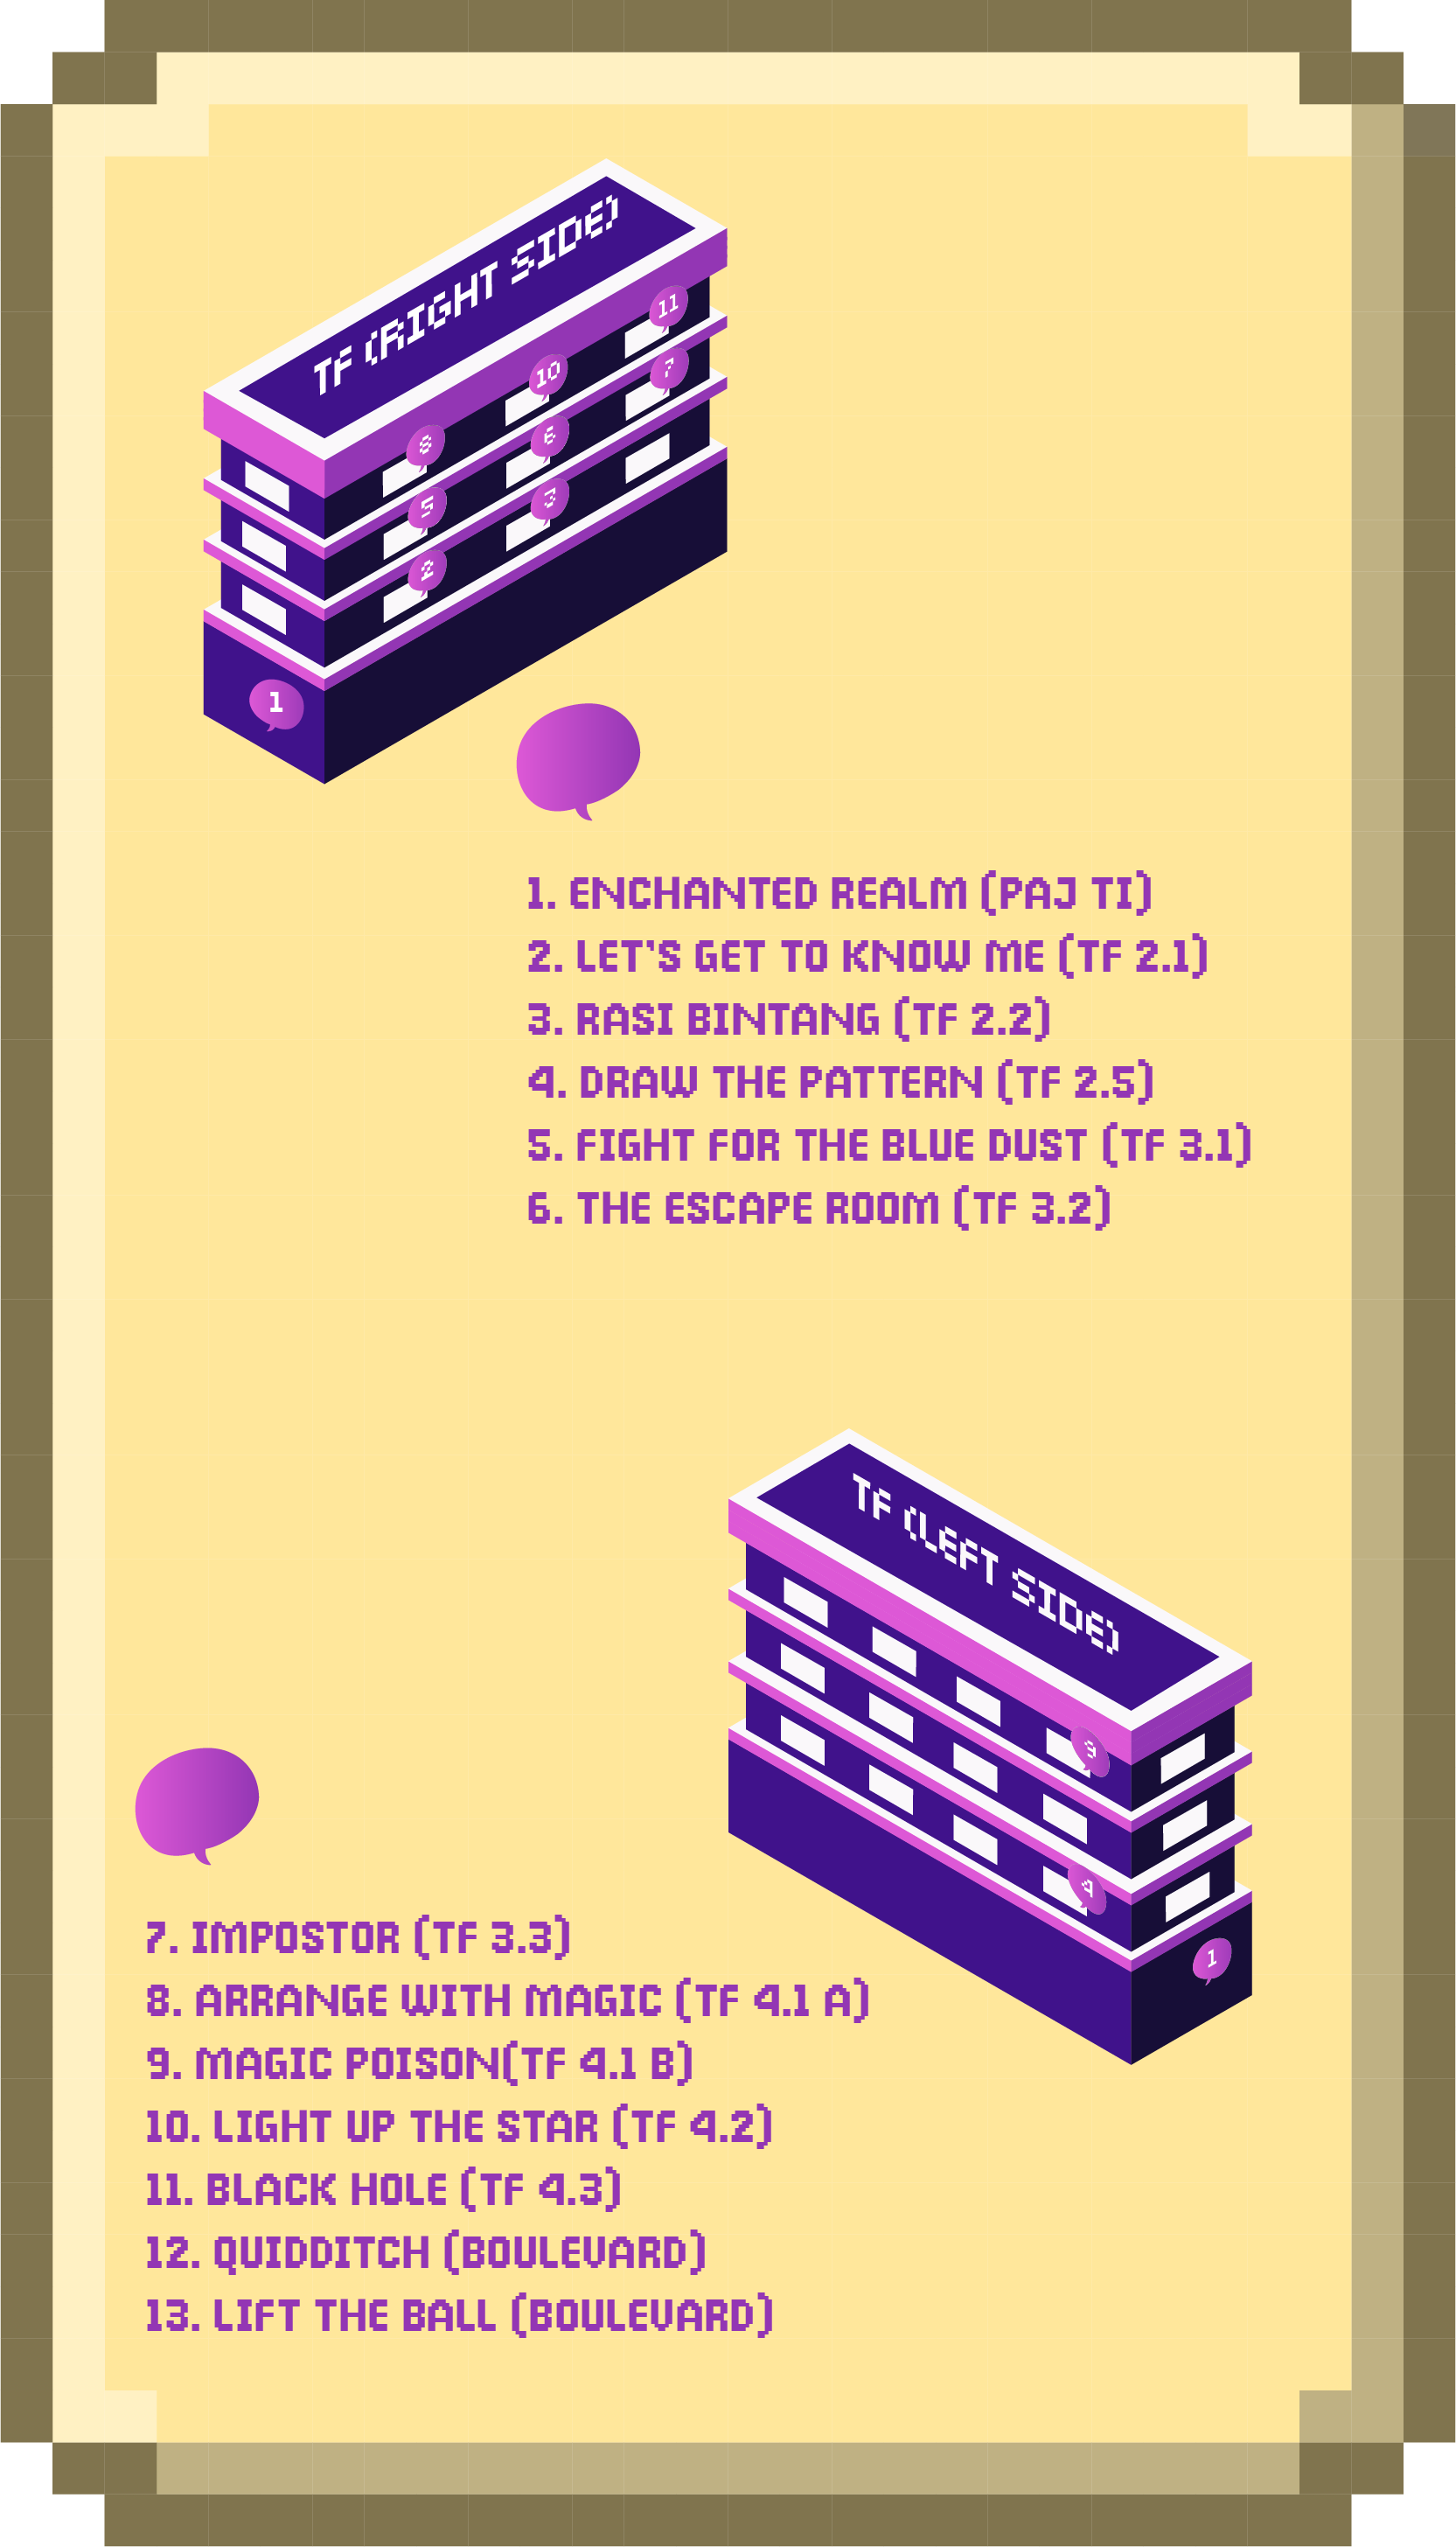 TF (RIGHT SIDE)
11
10
7
8
6
5
3
2
1
1. ENCHANTED REALM (PAJ TI)
2. LET'S GET TO KNOW ME (TF 2.1)
3. RASI BINTANG (TF 2.2)
4. DRAW THE PATTERN (TF 2.5)
5. FIGHT FOR THE BLUE DUST (TF 3.1)
6. THE ESCAPE ROOM (TF 3.2)
TF (LEFT SIDE)
9
4
1
7. IMPOSTOR (TF 3.3)
8. ARRANGE WITH MAGIC (TF 4.1 A)
9. MAGIC POISON(TF 4.1 B)
10. LIGHT UP THE STAR (TF 4.2)
11. BLACK HOLE (TF 4.3)
12. QUIDDITCH (BOULEVARD)
13. LIFT THE BALL (BOULEVARD)